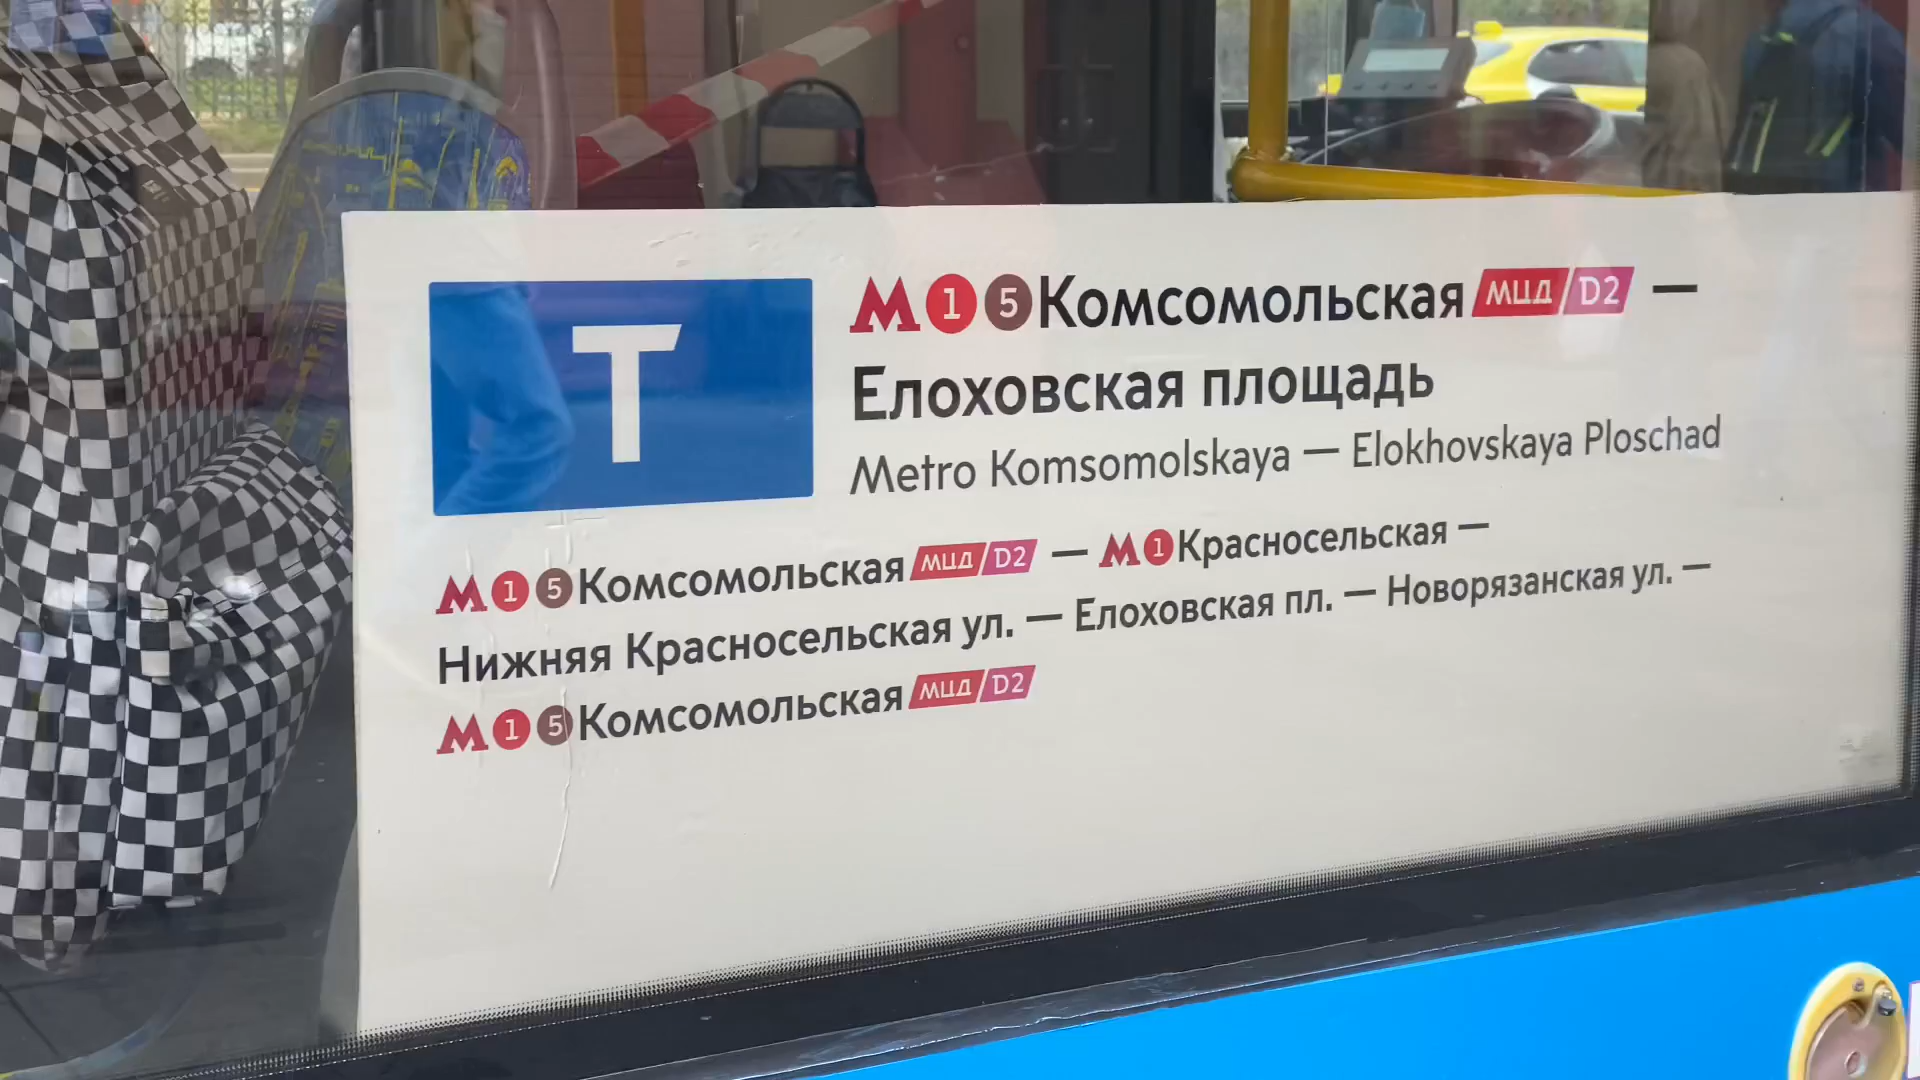 Т
М 1 5 Комсомольская МЦД D2 —
Елоховская площадь
Metro Komsomolskaya — Elokhovskaya Ploschad
М 1 5 Комсомольская МЦД D2 — М 1 Красносельская —
Нижняя Красносельская ул. — Елоховская пл. — Новорязанская ул. —
М 1 5 Комсомольская МЦД D2